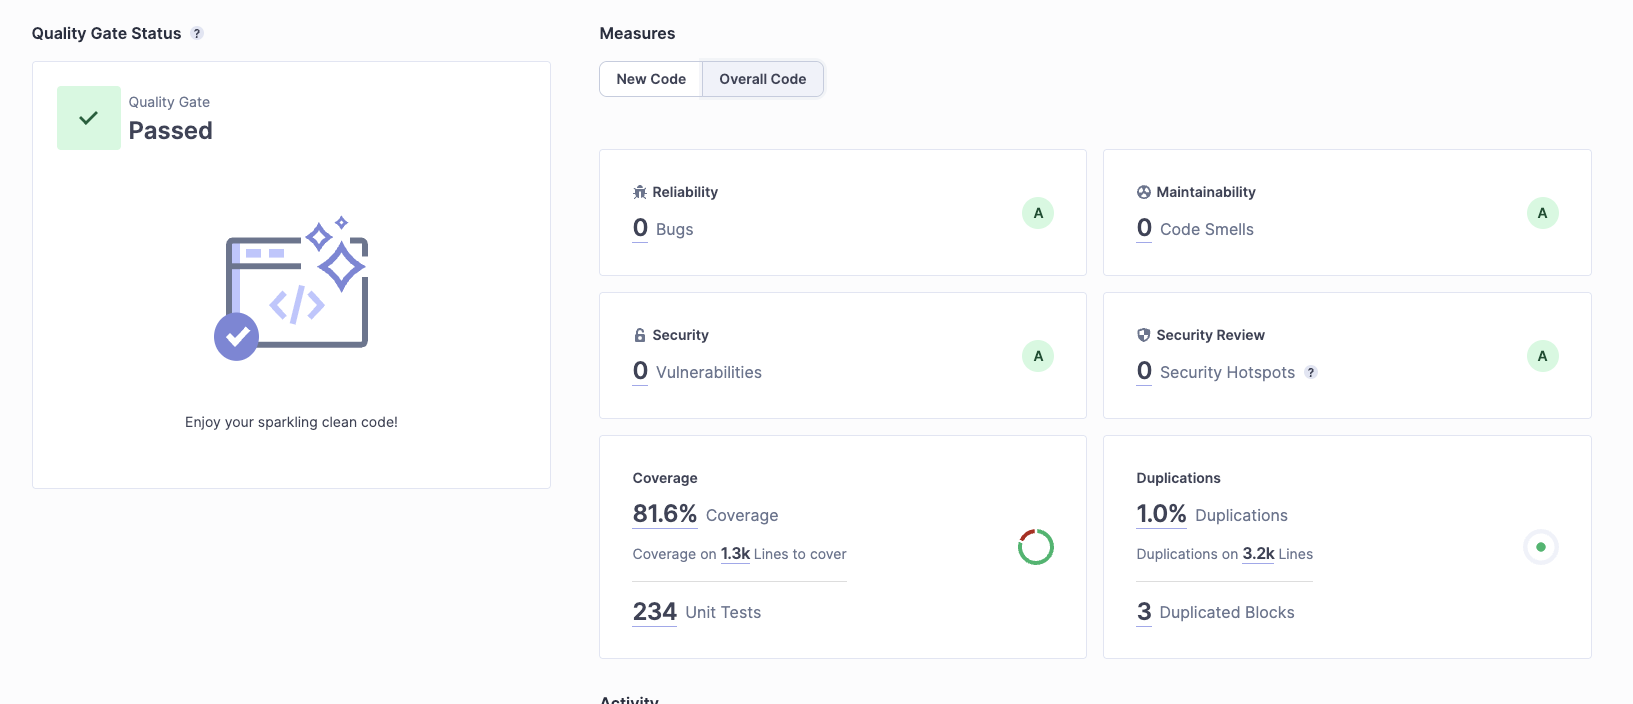 Quality Gate Status ?
Quality Gate
Passed
</>
Enjoy your sparkling clean code!
Measures
New Code
Overall Code
Reliability
0 Bugs
A
Maintainability
0 Code Smells
A
Security
0 Vulnerabilities
A
Security Review
0 Security Hotspots ?
A
Coverage
81.6% Coverage
Coverage on 1.3k Lines to cover
234 Unit Tests
Duplications
1.0% Duplications
Duplications on 3.2k Lines
3 Duplicated Blocks
Activity